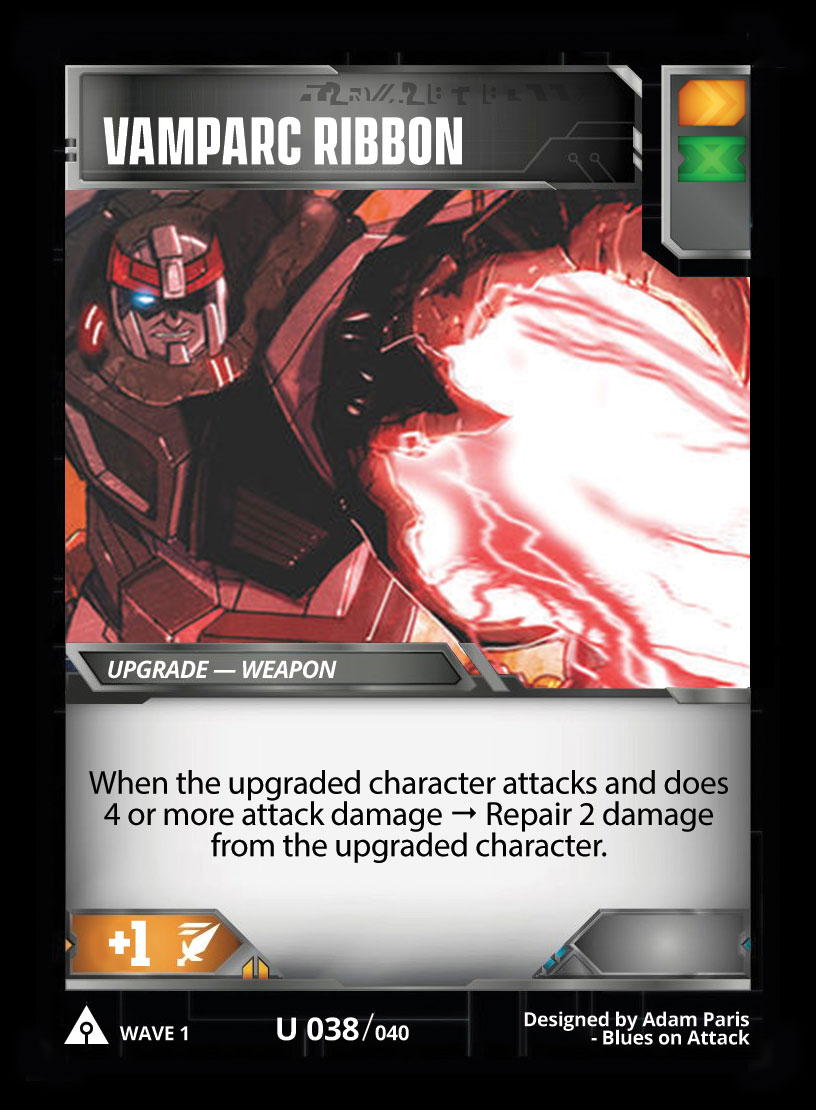 VAMPARC RIBBON
UPGRADE — WEAPON
When the upgraded character attacks and does
4 or more attack damage → Repair 2 damage
from the upgraded character.
+1
WAVE 1
U 038/040
Designed by Adam Paris
- Blues on Attack